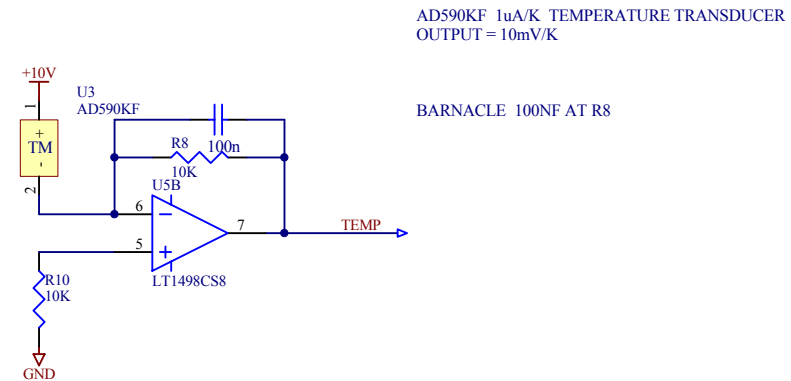 AD590KF 1uA/K TEMPERATURE TRANSDUCER
OUTPUT = 10mV/K
+10V
U3
AD590KF
BARNACLE 100NF AT R8
1
+
TM
-
2
R8
100n
10K
U5B
6
7
TEMP
5
LT1498CS8
R10
10K
GND